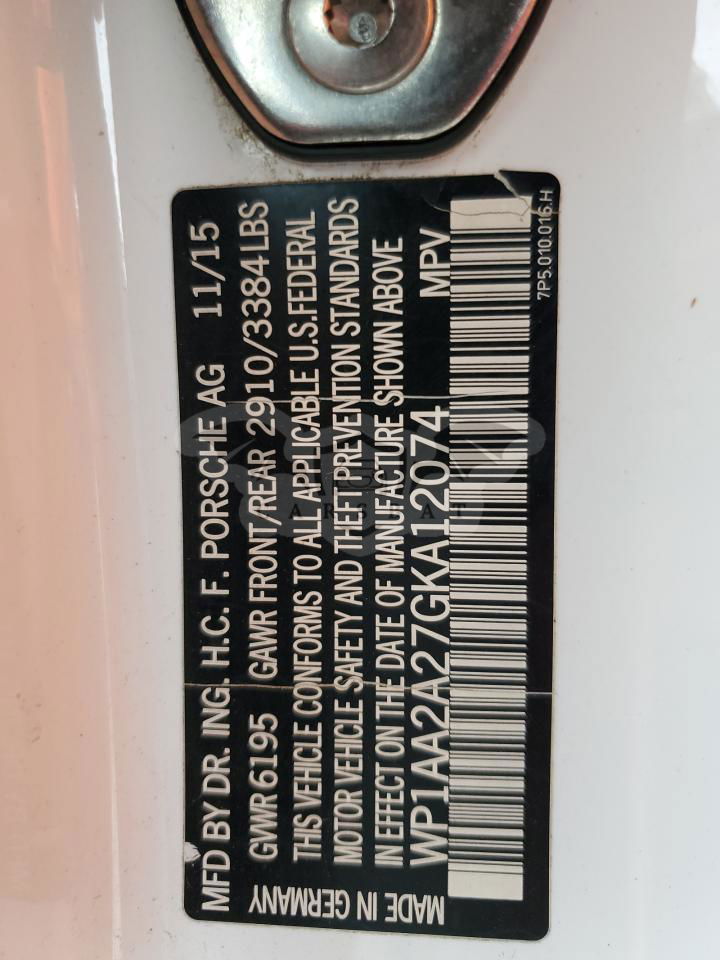 MFD BY DR. ING. H.C. F. PORSCHE AG 11/15
GVWR 6195 GAWR FRONT/REAR 2910/3384LBS
THIS VEHICLE CONFORMS TO ALL APPLICABLE U.S.FEDERAL
MOTOR VEHICLE SAFETY AND THEFT PREVENTION STANDARDS
IN EFFECT ON THE DATE OF MANUFACTURE SHOWN ABOVE
WP1AA2A27GKA12074 MPV
7P5.010.016.H
MADE IN GERMANY